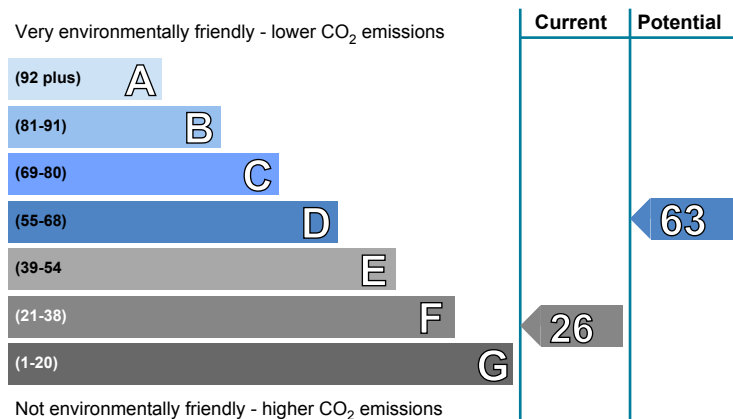 Very environmentally friendly - lower CO2 emissions
Current
Potential
(92 plus) A
(81-91) B
(69-80) C
(55-68) D
63
(39-54 E
(21-38) F
26
(1-20) G
Not environmentally friendly - higher CO2 emissions